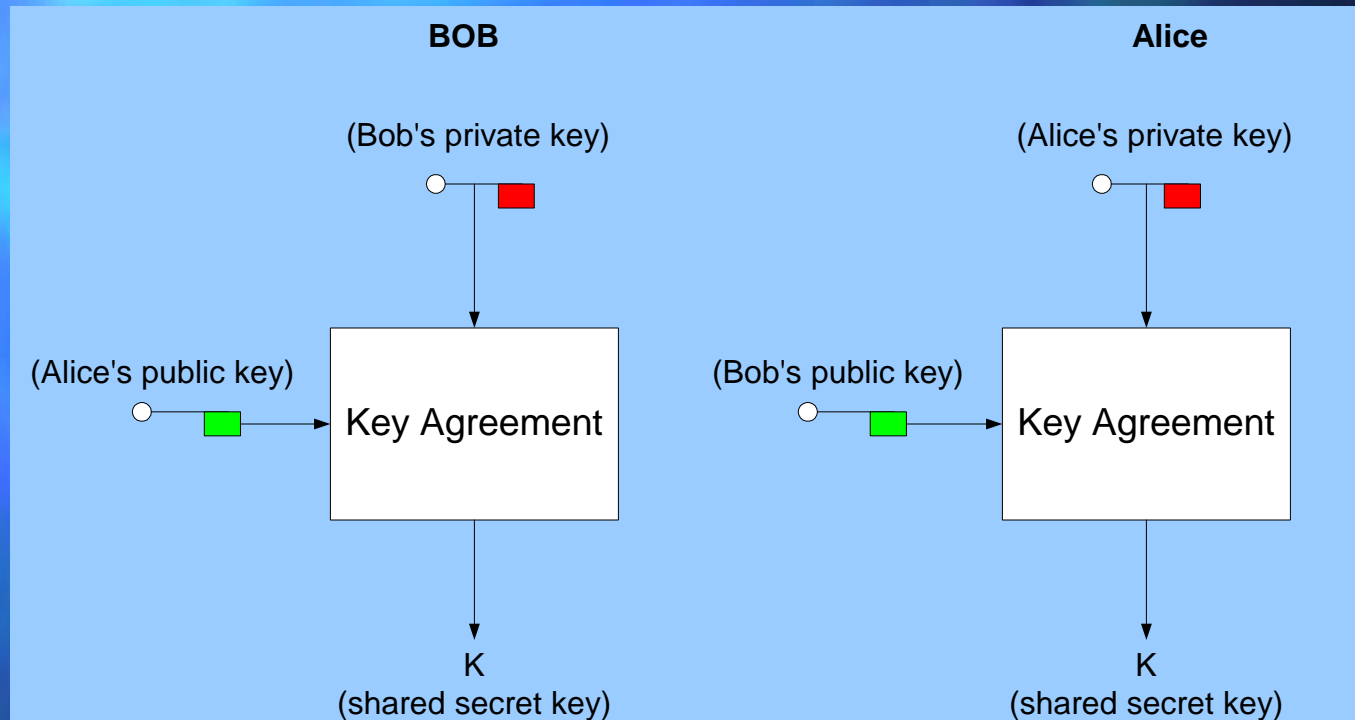 BOB
(Bob's private key)
(Alice's public key)
Key Agreement
K
(shared secret key)
Alice
(Alice's private key)
(Bob's public key)
Key Agreement
K
(shared secret key)